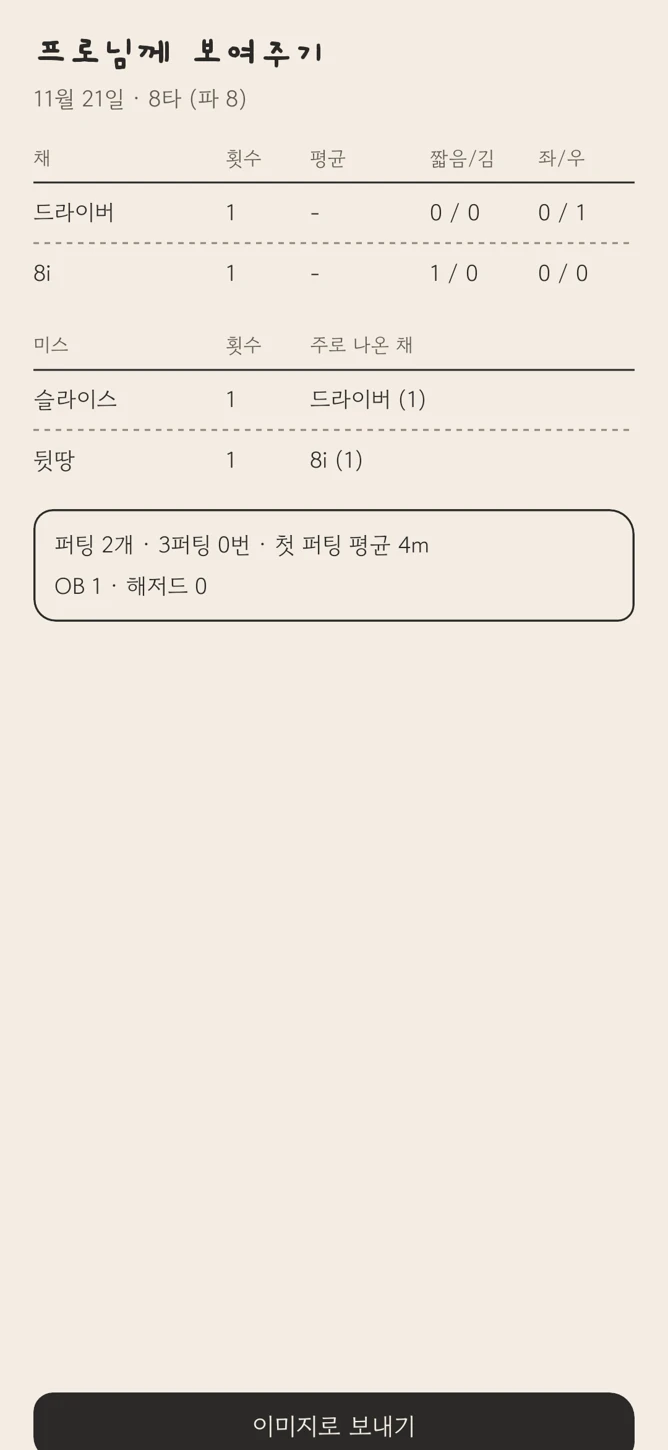 프로님께 보여주기
11월 21일 · 8타 (파 8)
채 횟수 평균 짧음/김 좌/우
드라이버 1 - 0 / 0 0 / 1
8i 1 - 1 / 0 0 / 0
미스 횟수 주로 나온 채
슬라이스 1 드라이버 (1)
뒷땅 1 8i (1)
퍼팅 2개 · 3퍼팅 0번 · 첫 퍼팅 평균 4m
OB 1 · 해저드 0
이미지로 보내기